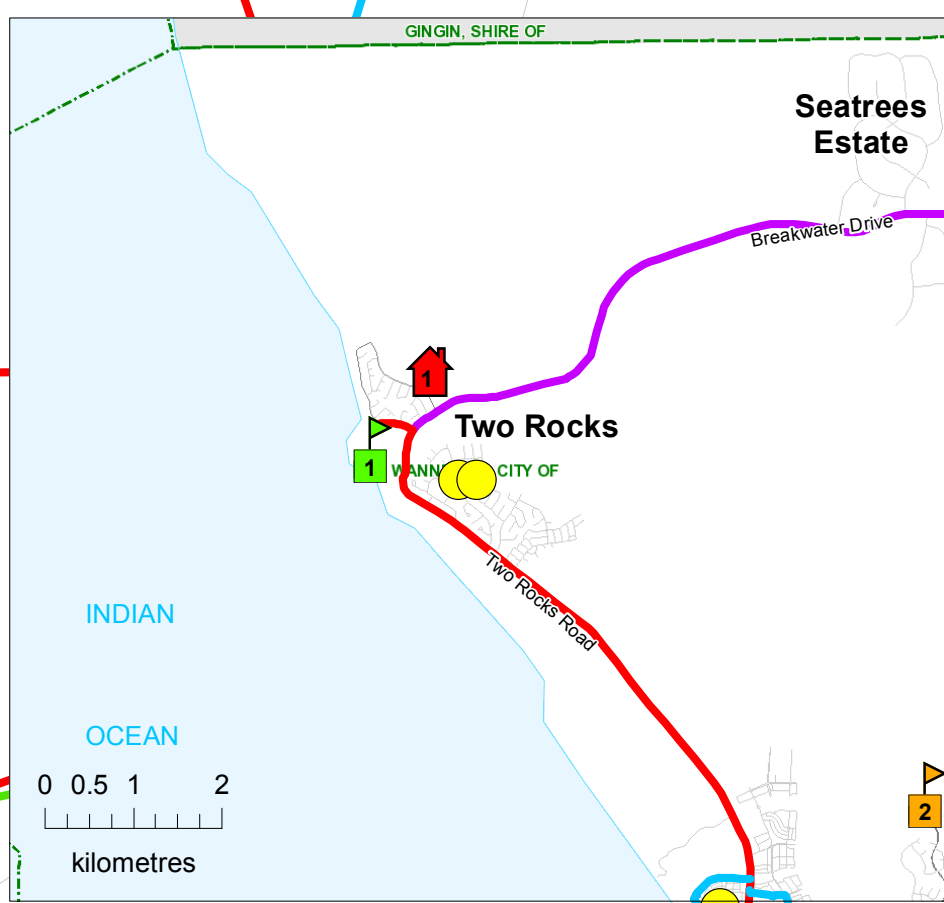 GINGIN, SHIRE OF
Seatrees
Estate
Breakwater Drive
1
Two Rocks
1
WANN CITY OF
Two Rocks Road
INDIAN
OCEAN
0 0.5 1 2
kilometres
2